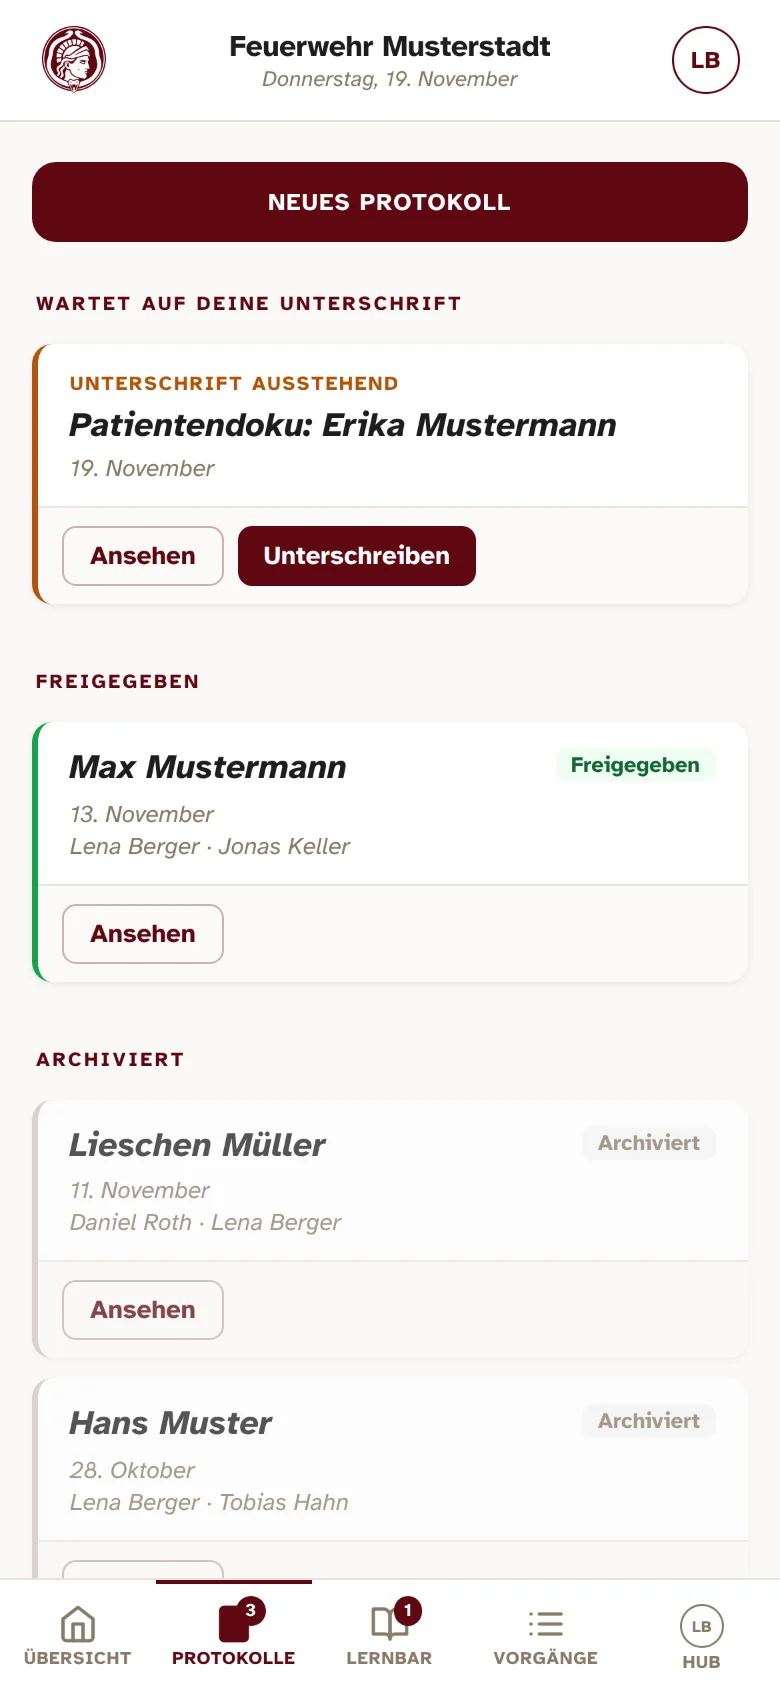 Feuerwehr Musterstadt
Donnerstag, 19. November
LB
NEUES PROTOKOLL
WARTET AUF DEINE UNTERSCHRIFT
UNTERSCHRIFT AUSSTEHEND
Patientendoku: Erika Mustermann
19. November
Ansehen
Unterschreiben
FREIGEGEBEN
Max Mustermann
Freigegeben
13. November
Lena Berger · Jonas Keller
Ansehen
ARCHIVIERT
Lieschen Müller
Archiviert
11. November
Daniel Roth · Lena Berger
Ansehen
Hans Muster
Archiviert
28. Oktober
Lena Berger · Tobias Hahn
ÜBERSICHT
3
PROTOKOLLE
1
LERNBAR
VORGÄNGE
LB
HUB